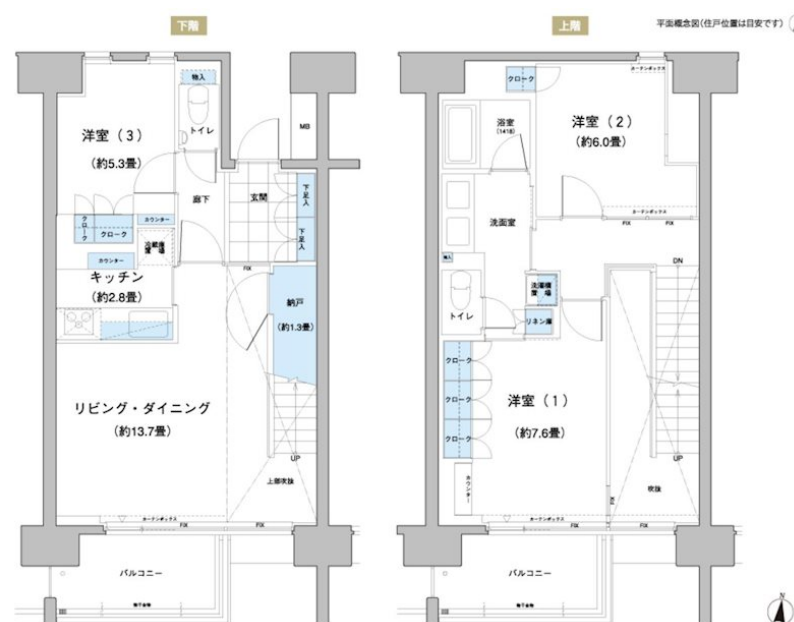 下階
上階
平面概念図(住戸位置は目安です)
物入
トイレ
洋室（3）
(約5.3畳)
MB
廊下
玄関
下足入
下足入
クローク
クローク
カウンター
冷蔵庫置場
カウンター
キッチン
(約2.8畳)
FIX
納戸
(約1.3畳)
リビング・ダイニング
(約13.7畳)
UP
上部吹抜
カーテンボックス
FIX
FIX
バルコニー
物干金物
クローク
カーテンボックス
浴室
(1418)
洋室（2）
(約6.0畳)
洗面室
カーテンボックス
FIX
FIX
物入
DN
トイレ
洗濯機置場
リネン庫
クローク
クローク
クローク
洋室（1）
(約7.6畳)
UP
カウンター
吹抜
FIX
カーテンボックス
FIX
FIX
バルコニー
物干金物
N